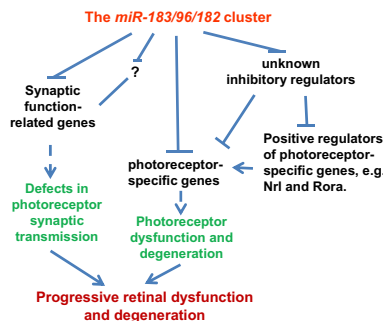 The miR-183/96/182 cluster
?
unknown
inhibitory regulators
Synaptic
function-
related genes
Positive regulators
of photoreceptor-
specific genes, e.g.
Nrl and Rora.
photoreceptor-
specific genes
Defects in
photoreceptor
synaptic
transmission
Photoreceptor
dysfunction and
degeneration
Progressive retinal dysfunction
and degeneration